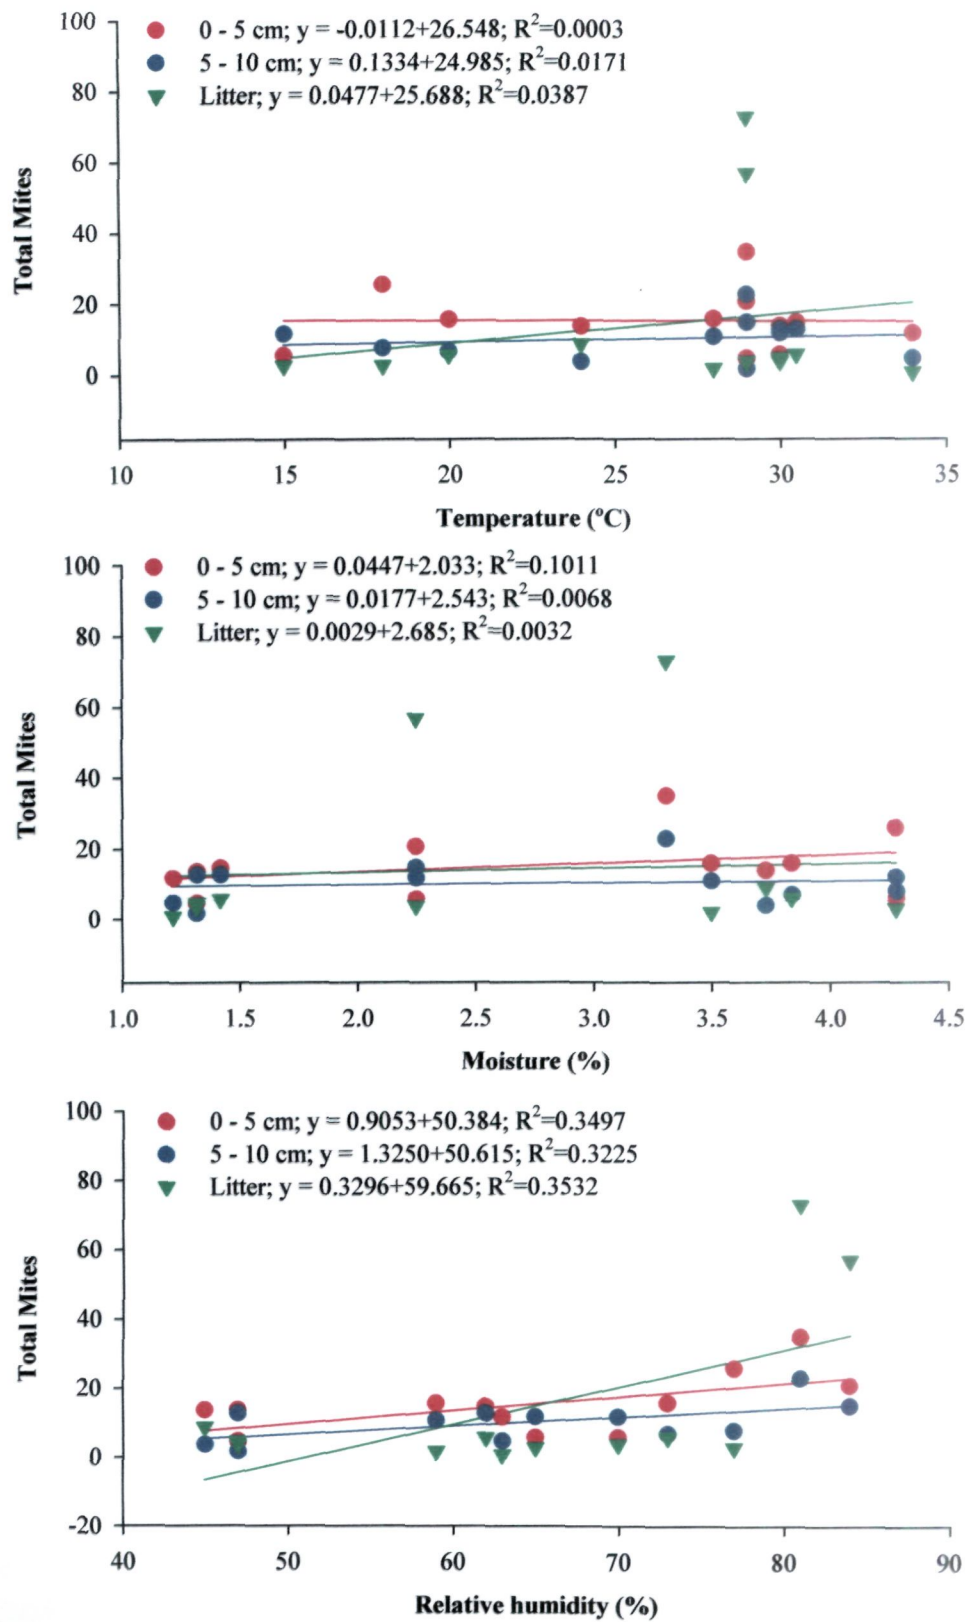 100
80
60
40
20
0
Total Mites
0 - 5 cm; y = -0.0112+26.548; R²=0.0003
5 - 10 cm; y = 0.1334+24.985; R²=0.0171
Litter; y = 0.0477+25.688; R²=0.0387
10 15 20 25 30 35
Temperature (ºC)
100
80
60
40
20
0
Total Mites
0 - 5 cm; y = 0.0447+2.033; R²=0.1011
5 - 10 cm; y = 0.0177+2.543; R²=0.0068
Litter; y = 0.0029+2.685; R²=0.0032
1.0 1.5 2.0 2.5 3.0 3.5 4.0 4.5
Moisture (%)
100
80
60
40
20
0
-20
Total Mites
0 - 5 cm; y = 0.9053+50.384; R²=0.3497
5 - 10 cm; y = 1.3250+50.615; R²=0.3225
Litter; y = 0.3296+59.665; R²=0.3532
40 50 60 70 80 90
Relative humidity (%)